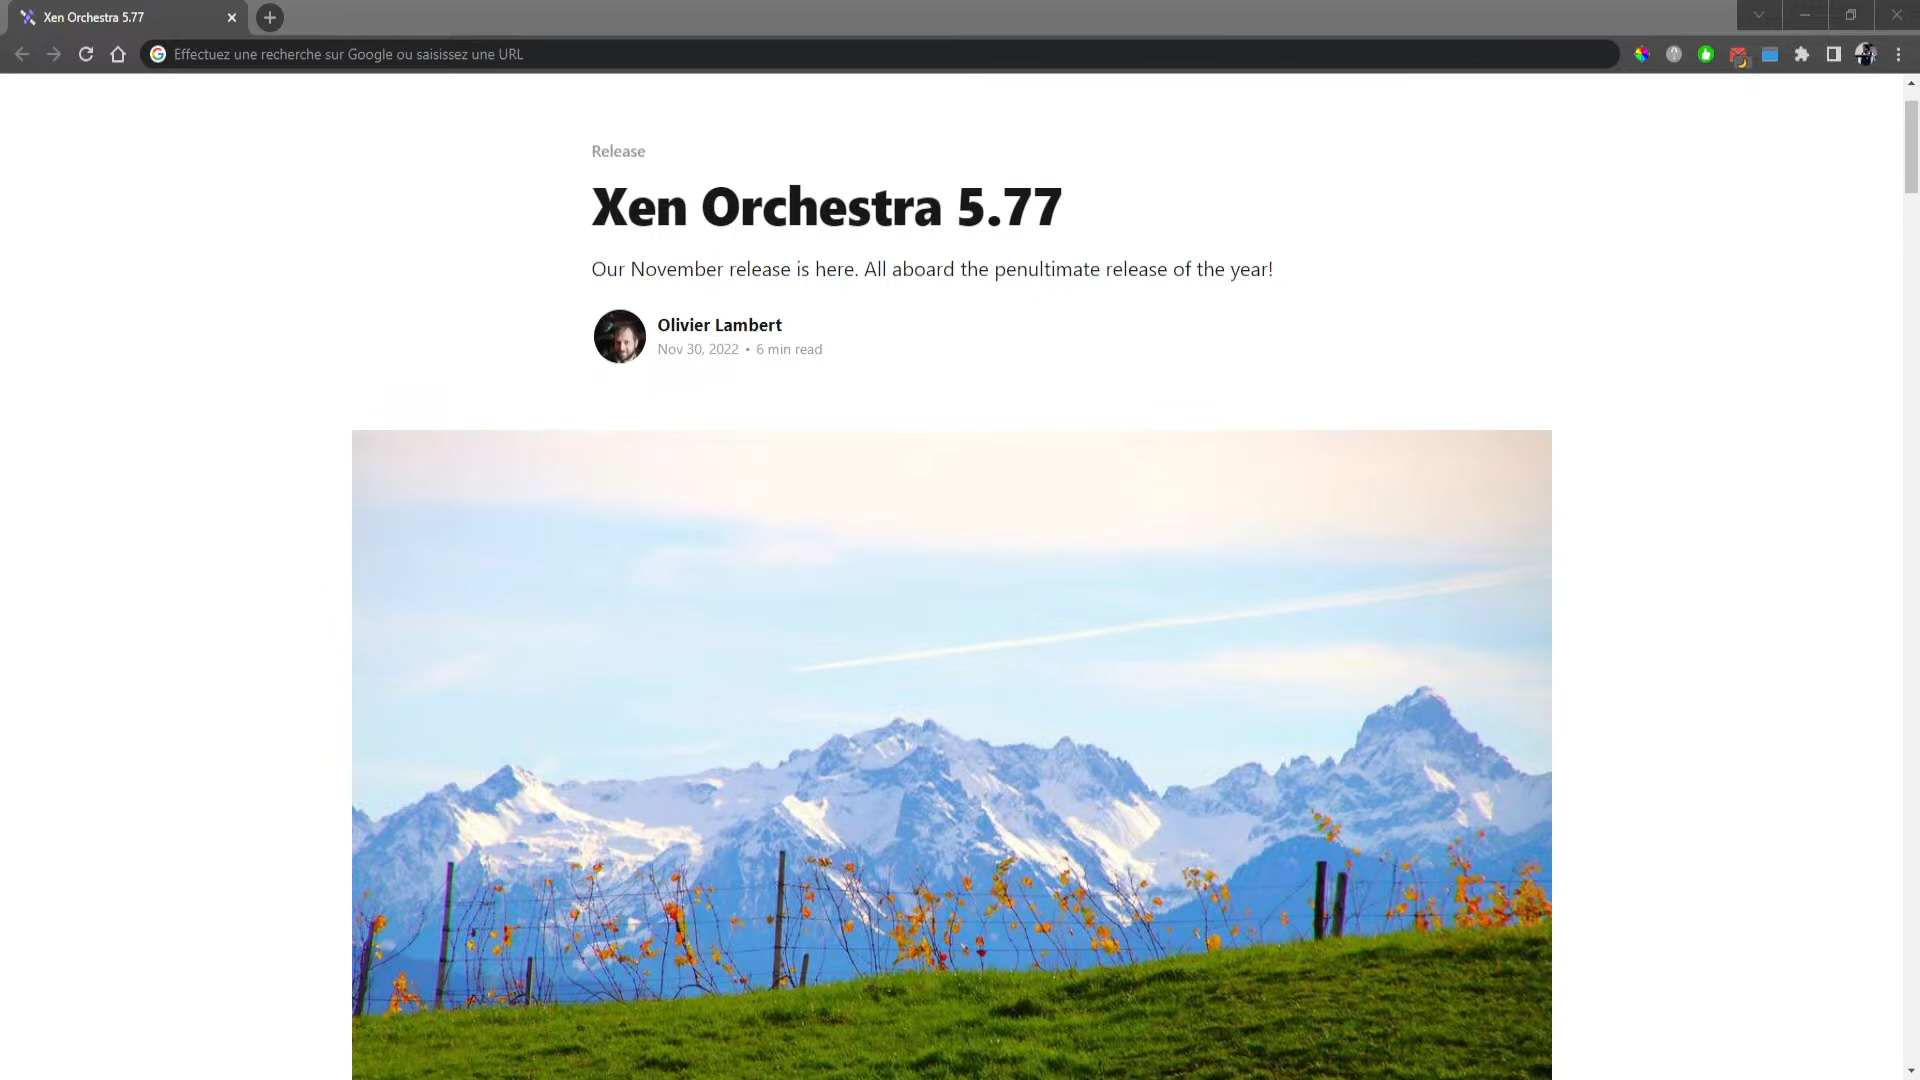 Xen Orchestra 5.77
Effectuez une recherche sur Google ou saisissez une URL
Release
Xen Orchestra 5.77
Our November release is here. All aboard the penultimate release of the year!
Olivier Lambert
Nov 30, 2022 • 6 min read